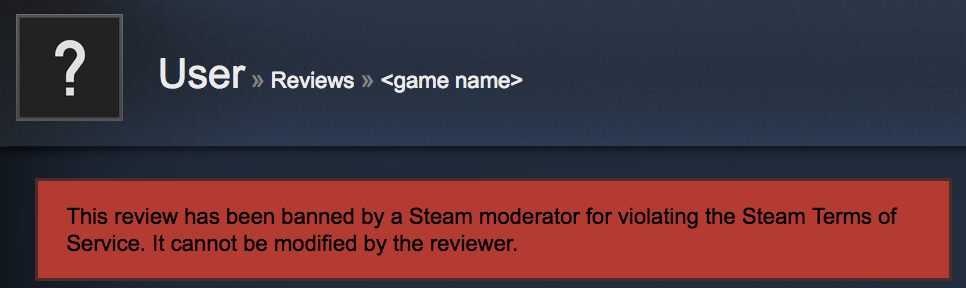 ?
User » Reviews » <game name>
This review has been banned by a Steam moderator for violating the Steam Terms of
Service. It cannot be modified by the reviewer.